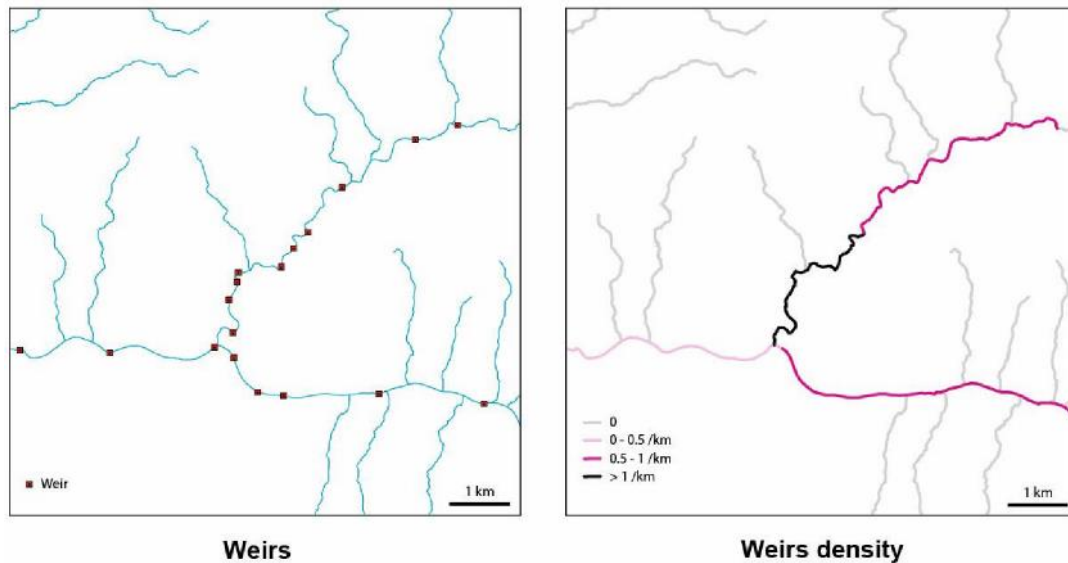 Weir
1 km
Weirs
0
0 - 0.5 /km
0.5 - 1 /km
> 1 /km
1 km
Weirs density